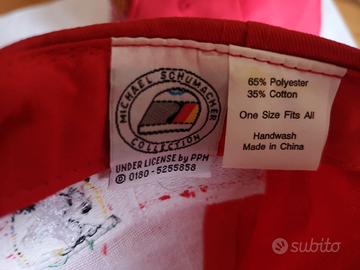 MICHAEL SCHUMACHER
COLLECTION
UNDER LICENSE by PPM
© 0180 - 5255858
65% Polyester
35% Cotton
One Size Fits All
Handwash
Made in China
subito